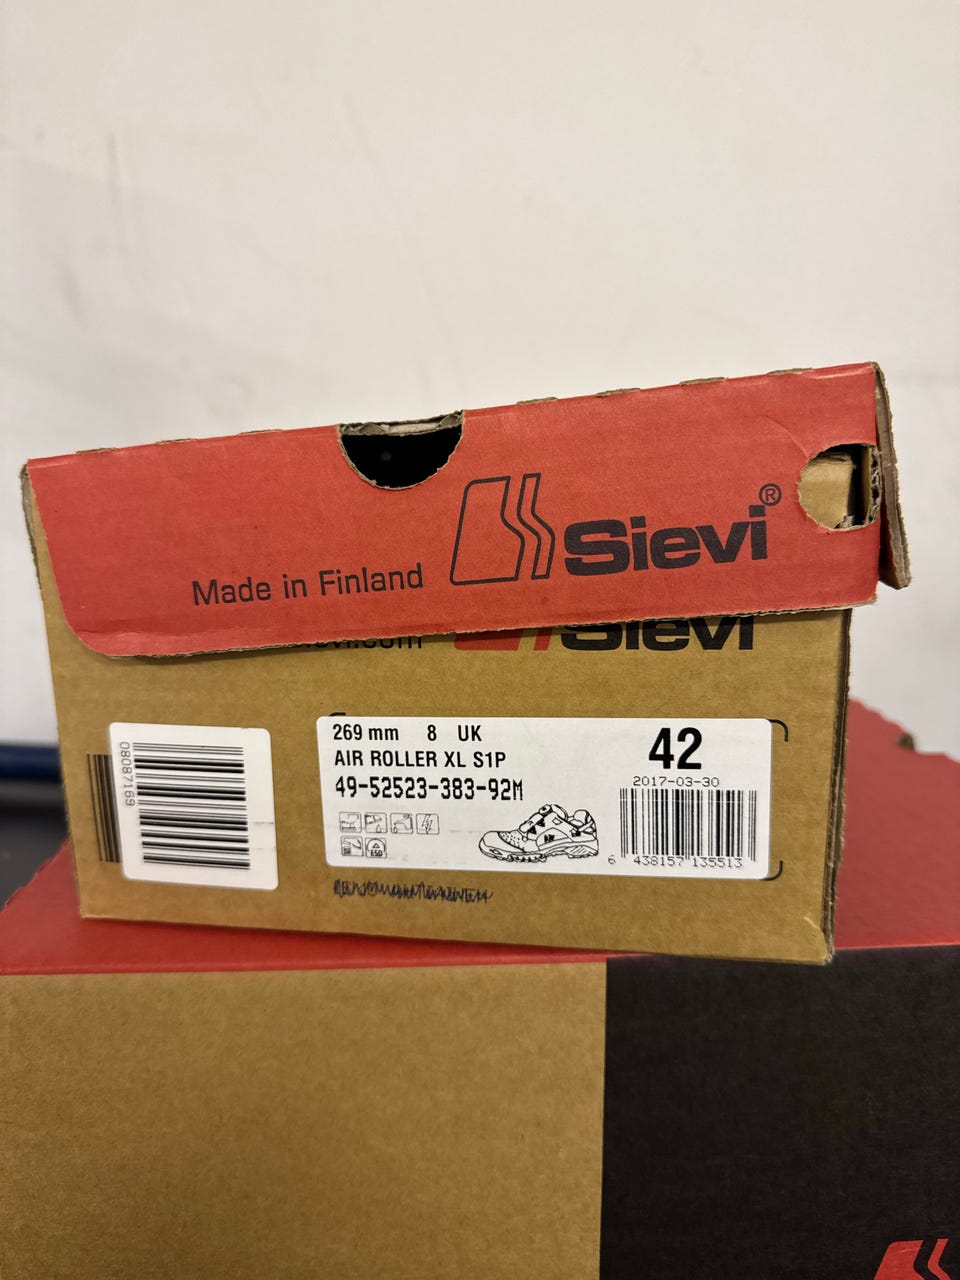 Made in Finland
Sievi®
Sievi
269 mm 8 UK
AIR ROLLER XL S1P
49-52523-383-92M
42
2017-03-30
6 438157 135513
ESD
08087169